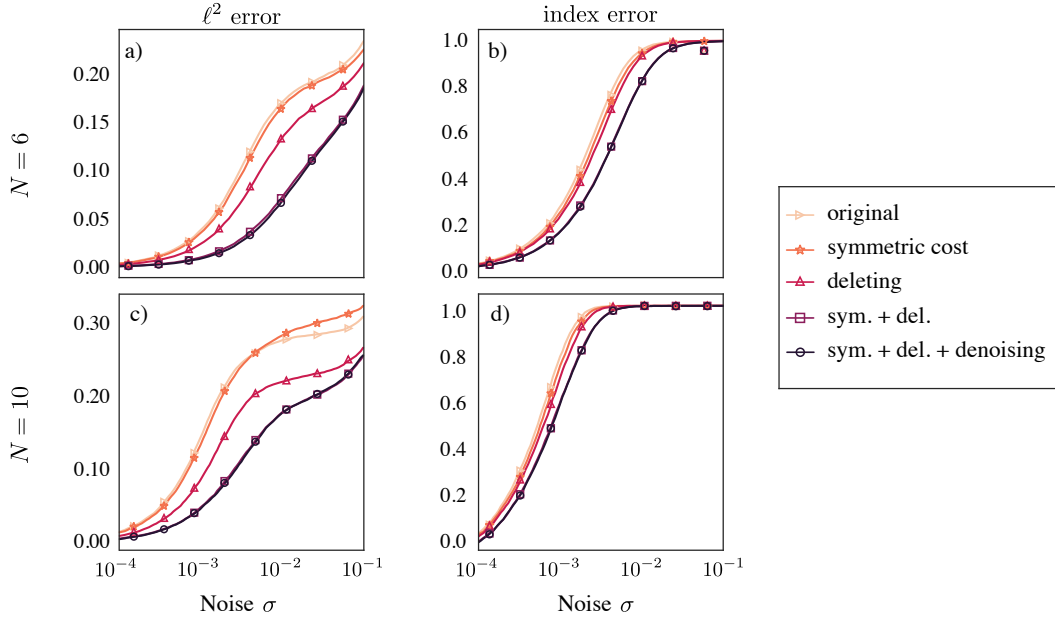 ℓ² error
index error
N = 6
a)
0.20
0.15
0.10
0.05
0.00
b)
1.0
0.8
0.6
0.4
0.2
0.0
N = 10
c)
0.30
0.20
0.10
0.00
d)
1.0
0.8
0.6
0.4
0.2
0.0
10⁻⁴ 10⁻³ 10⁻² 10⁻¹
10⁻⁴ 10⁻³ 10⁻² 10⁻¹
Noise σ
Noise σ
original
symmetric cost
deleting
sym. + del.
sym. + del. + denoising